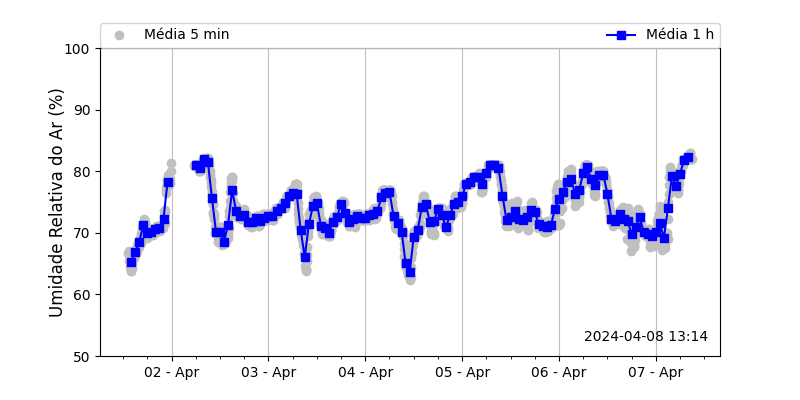 Média 5 min
Média 1 h
Umidade Relativa do Ar (%)
100
90
80
70
60
50
2024-04-08 13:14
02 - Apr
03 - Apr
04 - Apr
05 - Apr
06 - Apr
07 - Apr